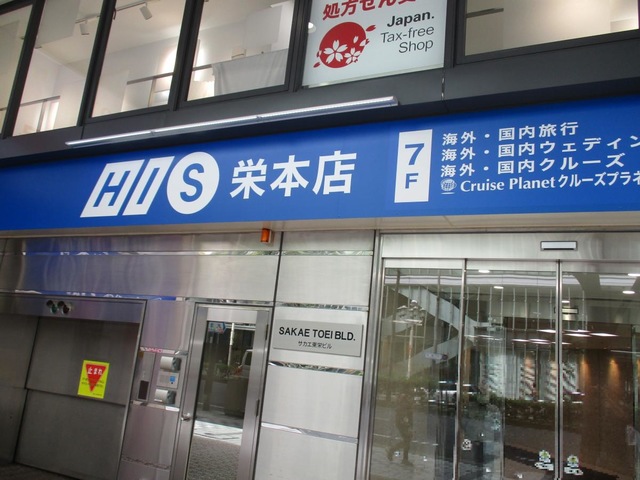 処方せん
Japan.
Tax-free
Shop
HIS 栄本店
7F
海外・国内旅行
海外・国内ウェディン
海外・国内クルーズ
Cruise Planet クルーズプラネ
SAKAE TOEI BLD.
サカエ東栄ビル
止まれ